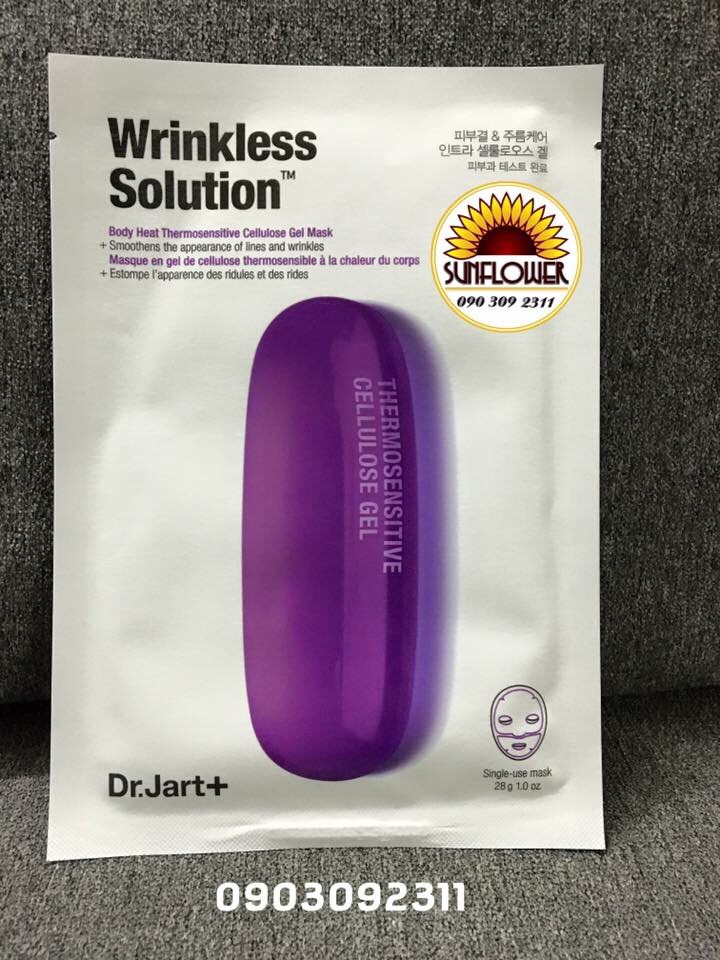 Wrinkless
Solution™
Body Heat Thermosensitive Cellulose Gel Mask
+ Smoothens the appearance of lines and wrinkles
Masque en gel de cellulose thermosensible à la chaleur du corps
+ Estompe l'apparence des ridules et des rides
피부결 & 주름케어
인트라 셀룰로오스 겔
피부과 테스트 완료
SUNFLOWER
090 309 2311
THERMOSENSITIVE
CELLULOSE GEL
Single-use mask
28 g 1.0 oz
Dr.Jart+
0903092311